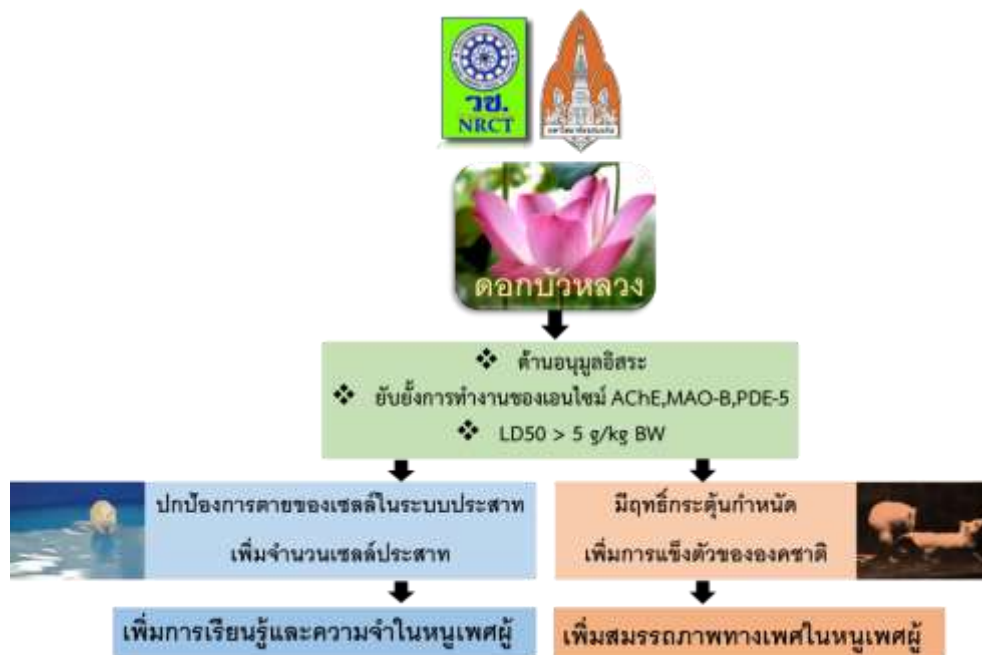 วช.
NRCT
ดอกบัวหลวง
❖ ต้านอนุมูลอิสระ
❖ ยับยั้งการทำงานของเอนไซม์ AChE,MAO-B,PDE-5
❖ LD50 > 5 g/kg BW
ปกป้องการตายของเซลล์ในระบบประสาท
เพิ่มจำนวนเซลล์ประสาท
มีฤทธิ์กระตุ้นกำหนัด
เพิ่มการแข็งตัวขององคชาติ
เพิ่มการเรียนรู้และความจำในหนูเพศผู้
เพิ่มสมรรถภาพทางเพศในหนูเพศผู้